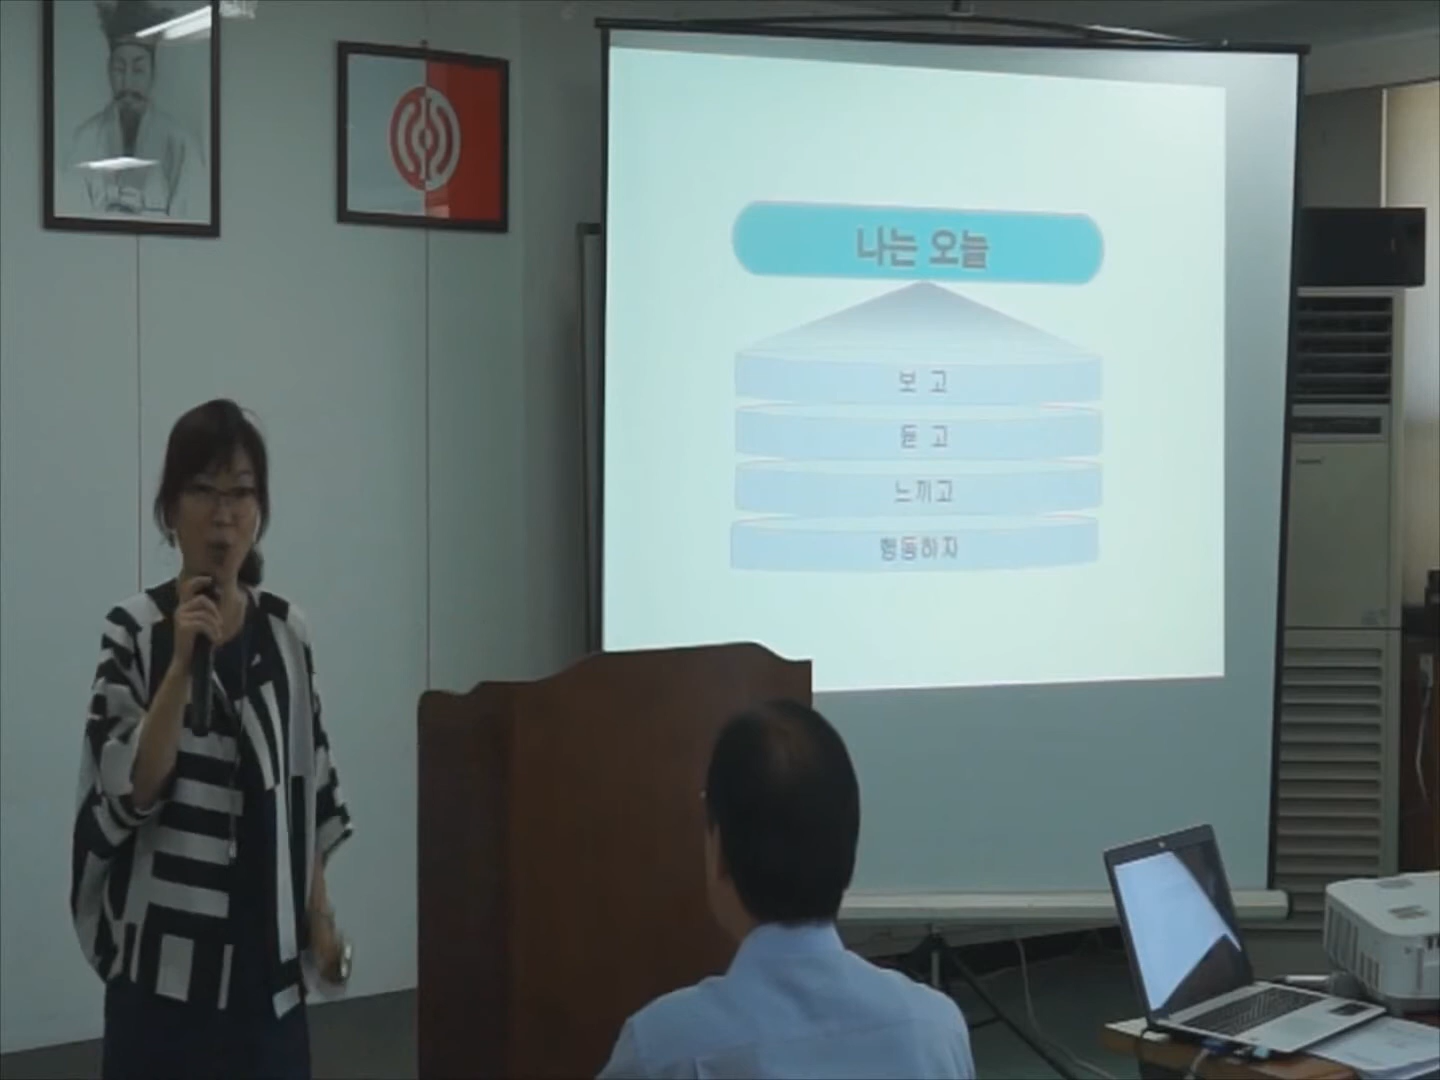 나는 오늘
보 고
듣 고
느끼고
행동하자